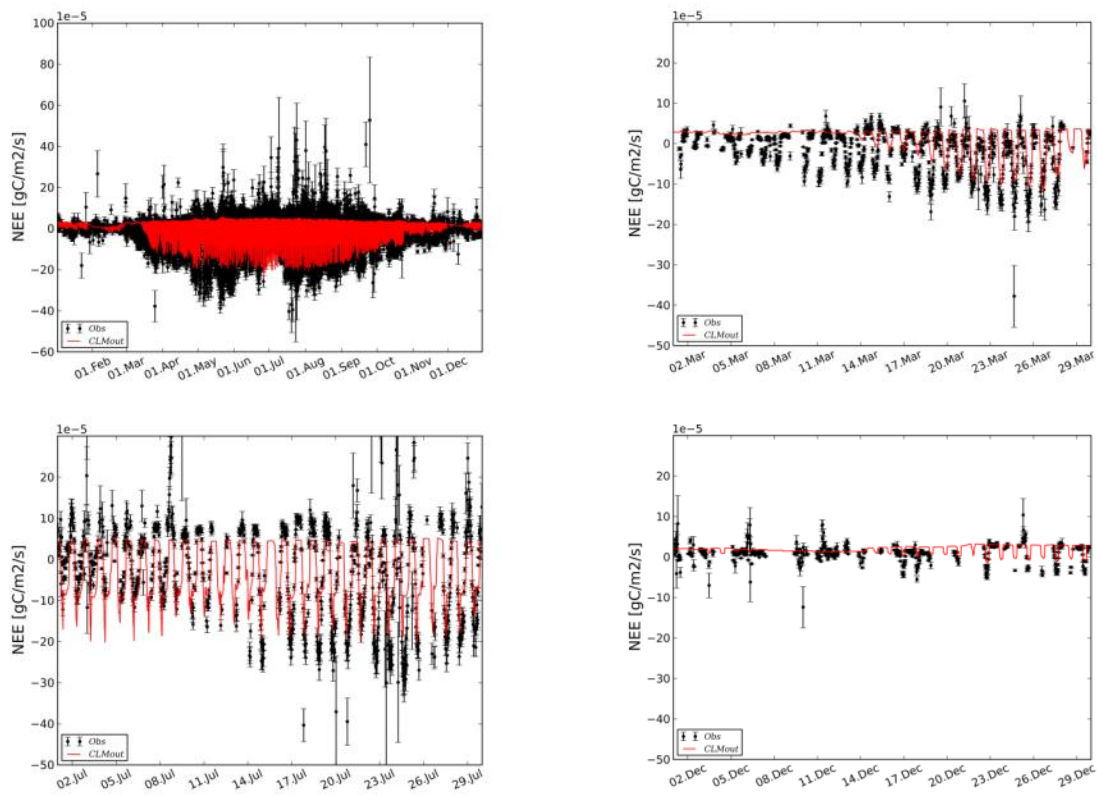 1e−5
100
80
60
40
20
0
−20
−40
−60
NEE [gC/m2/s]
Obs
CLMout
01.Feb 01.Mar 01.Apr 01.May 01.Jun 01.Jul 01.Aug 01.Sep 01.Oct 01.Nov 01.Dec
1e−5
20
10
0
−10
−20
−30
−40
−50
NEE [gC/m2/s]
Obs
CLMout
02.Mar 05.Mar 08.Mar 11.Mar 14.Mar 17.Mar 20.Mar 23.Mar 26.Mar 29.Mar
1e−5
20
10
0
−10
−20
−30
−40
−50
NEE [gC/m2/s]
Obs
CLMout
02.Jul 05.Jul 08.Jul 11.Jul 14.Jul 17.Jul 20.Jul 23.Jul 26.Jul 29.Jul
1e−5
20
10
0
−10
−20
−30
−40
−50
NEE [gC/m2/s]
Obs
CLMout
02.Dec 05.Dec 08.Dec 11.Dec 14.Dec 17.Dec 20.Dec 23.Dec 26.Dec 29.Dec